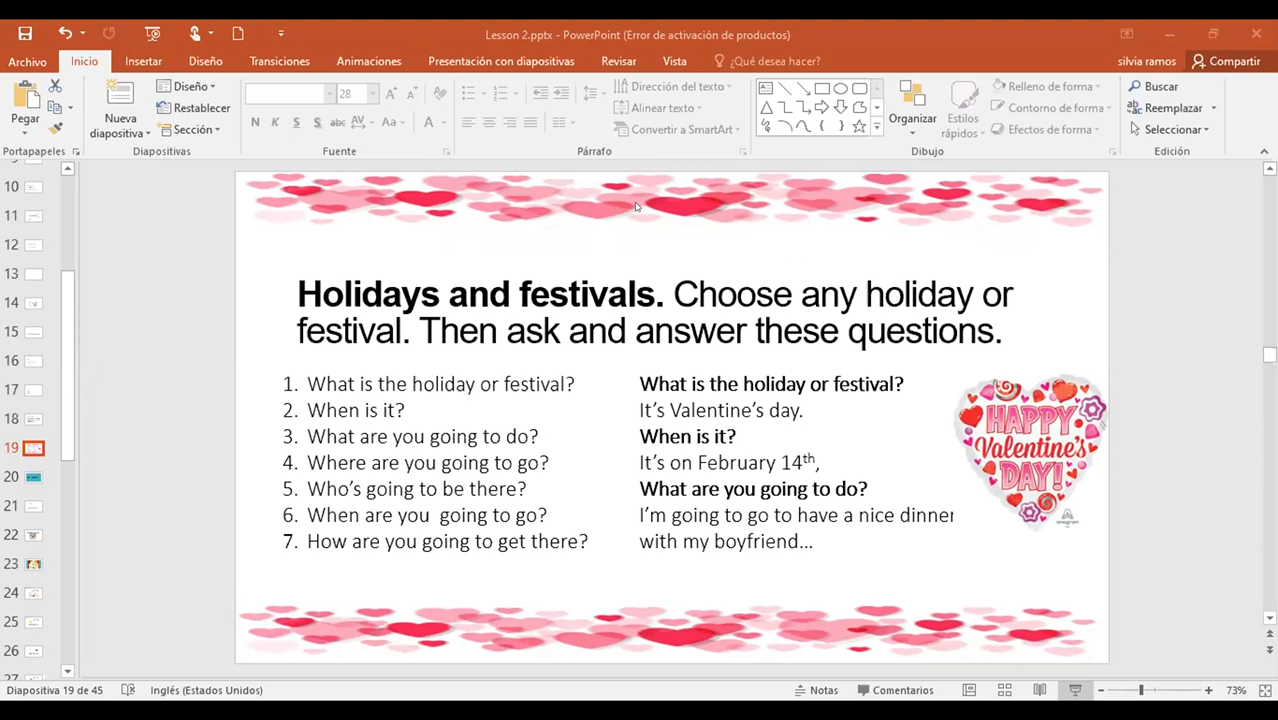 Lesson 2.pptx - PowerPoint (Error de activación de productos)
Archivo Inicio Insertar Diseño Transiciones Animaciones Presentación con diapositivas Revisar Vista ¿Qué desea hacer? silvia ramos Compartir
Pegar
Portapapeles
Nueva diapositiva
Diseño
Restablecer
Sección
Diapositivas
28
N K S S abc AV Aa A
Fuente
Dirección del texto
Alinear texto
Convertir a SmartArt
Párrafo
Organizar
Estilos rápidos
Relleno de forma
Contorno de forma
Efectos de forma
Dibujo
Buscar
Reemplazar
Seleccionar
Edición
10
11
12
13
14
15
16
17
18
19
20
21
22
23
24
25
26
27
Holidays and festivals. Choose any holiday or
festival. Then ask and answer these questions.
1. What is the holiday or festival?
2. When is it?
3. What are you going to do?
4. Where are you going to go?
5. Who’s going to be there?
6. When are you going to go?
7. How are you going to get there?
What is the holiday or festival?
It’s Valentine’s day.
When is it?
It’s on February 14th,
What are you going to do?
I’m going to go to have a nice dinner
with my boyfriend...
HAPPY
Valentine's
DAY!
anagram
Diapositiva 19 de 45 Inglés (Estados Unidos) Notas Comentarios 73%